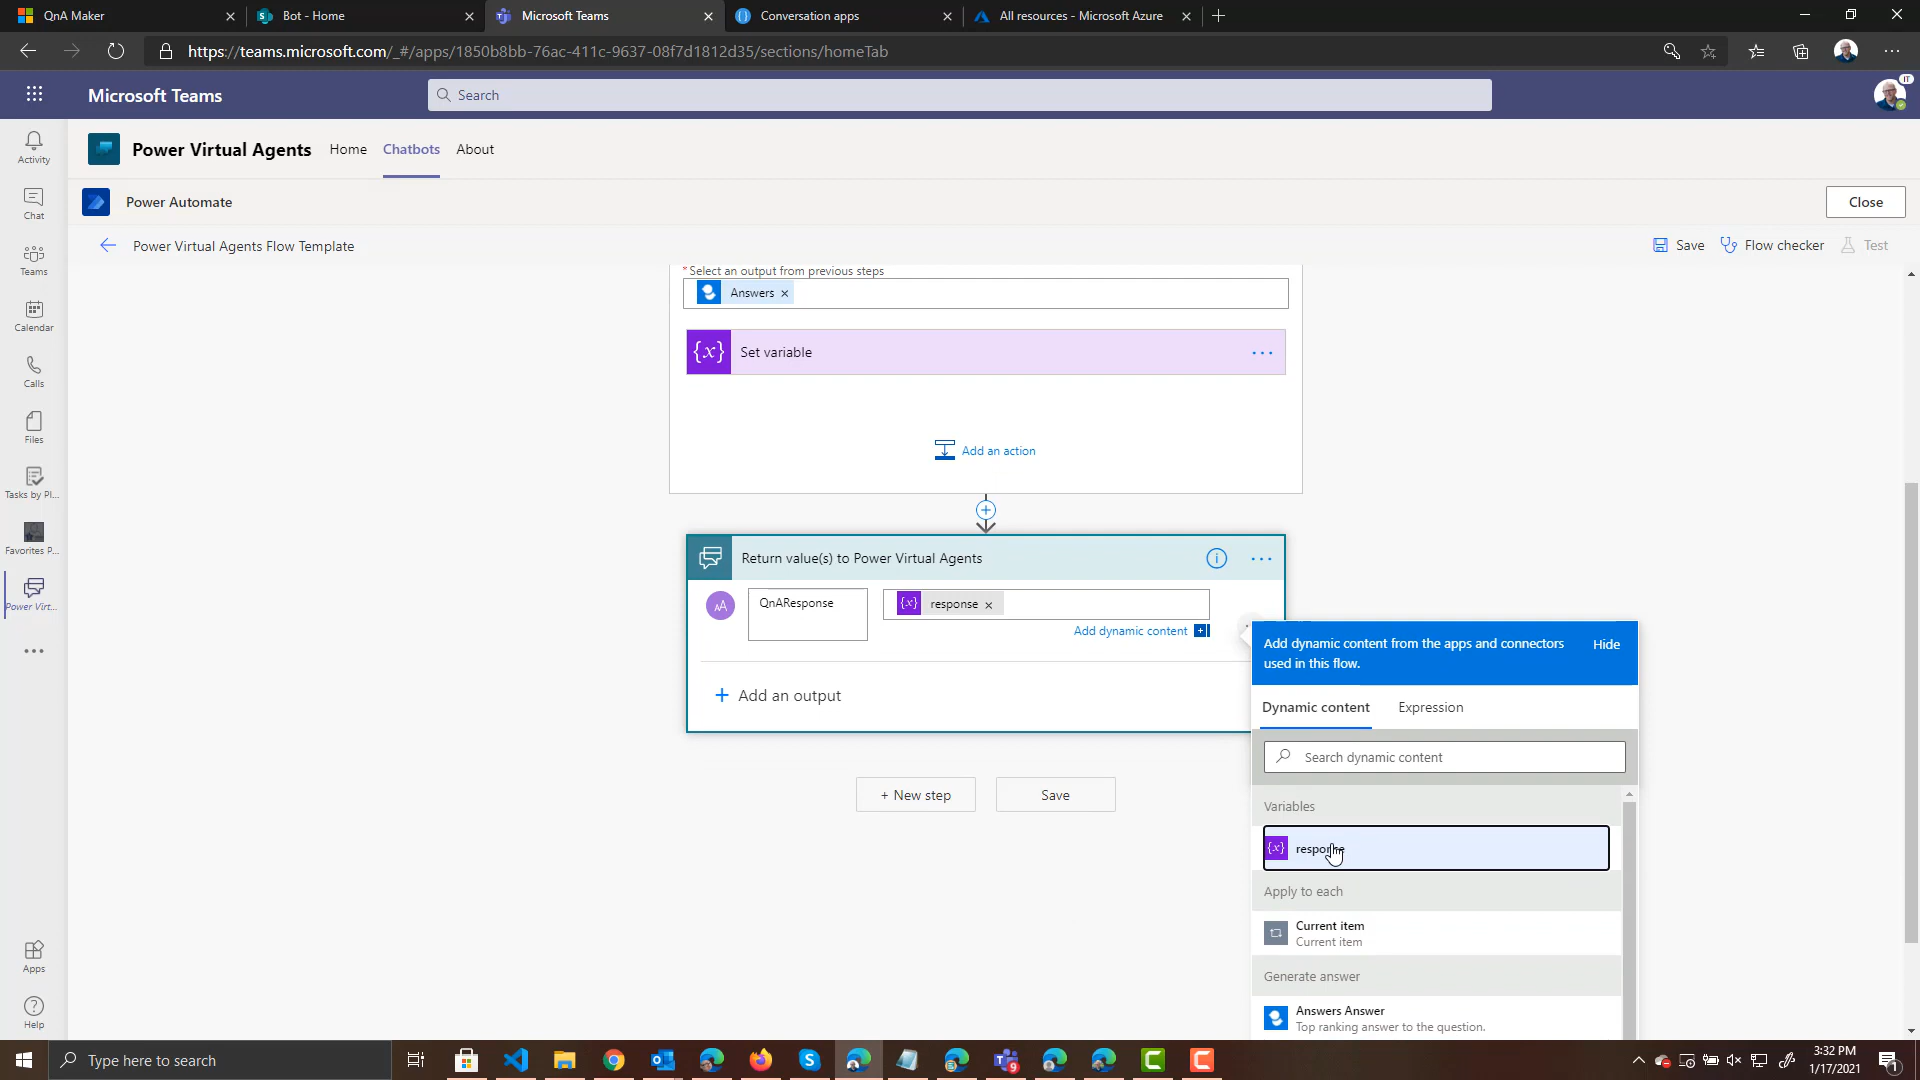 QnA Maker
Bot - Home
Microsoft Teams
Conversation apps
All resources - Microsoft Azure
https://teams.microsoft.com/_#/apps/1850b8bb-76ac-411c-9637-08f7d1812d35/sections/homeTab
Microsoft Teams
Search
IT
Activity
Chat
Teams
Calendar
Calls
Files
Tasks by Pl...
Favorites P...
Power Virt...
Apps
Help
Power Virtual Agents
Home
Chatbots
About
Power Automate
Close
Power Virtual Agents Flow Template
Save
Flow checker
Test
* Select an output from previous steps
Answers
{x} Set variable
Add an action
Return value(s) to Power Virtual Agents
QnAResponse
{x} response
Add dynamic content
+ Add an output
+ New step
Save
Add dynamic content from the apps and connectors
used in this flow.
Hide
Dynamic content
Expression
Search dynamic content
Variables
{x} response
Apply to each
Current item
Current item
Generate answer
Answers Answer
Top ranking answer to the question.
Type here to search
9
3:32 PM
1/17/2021
1